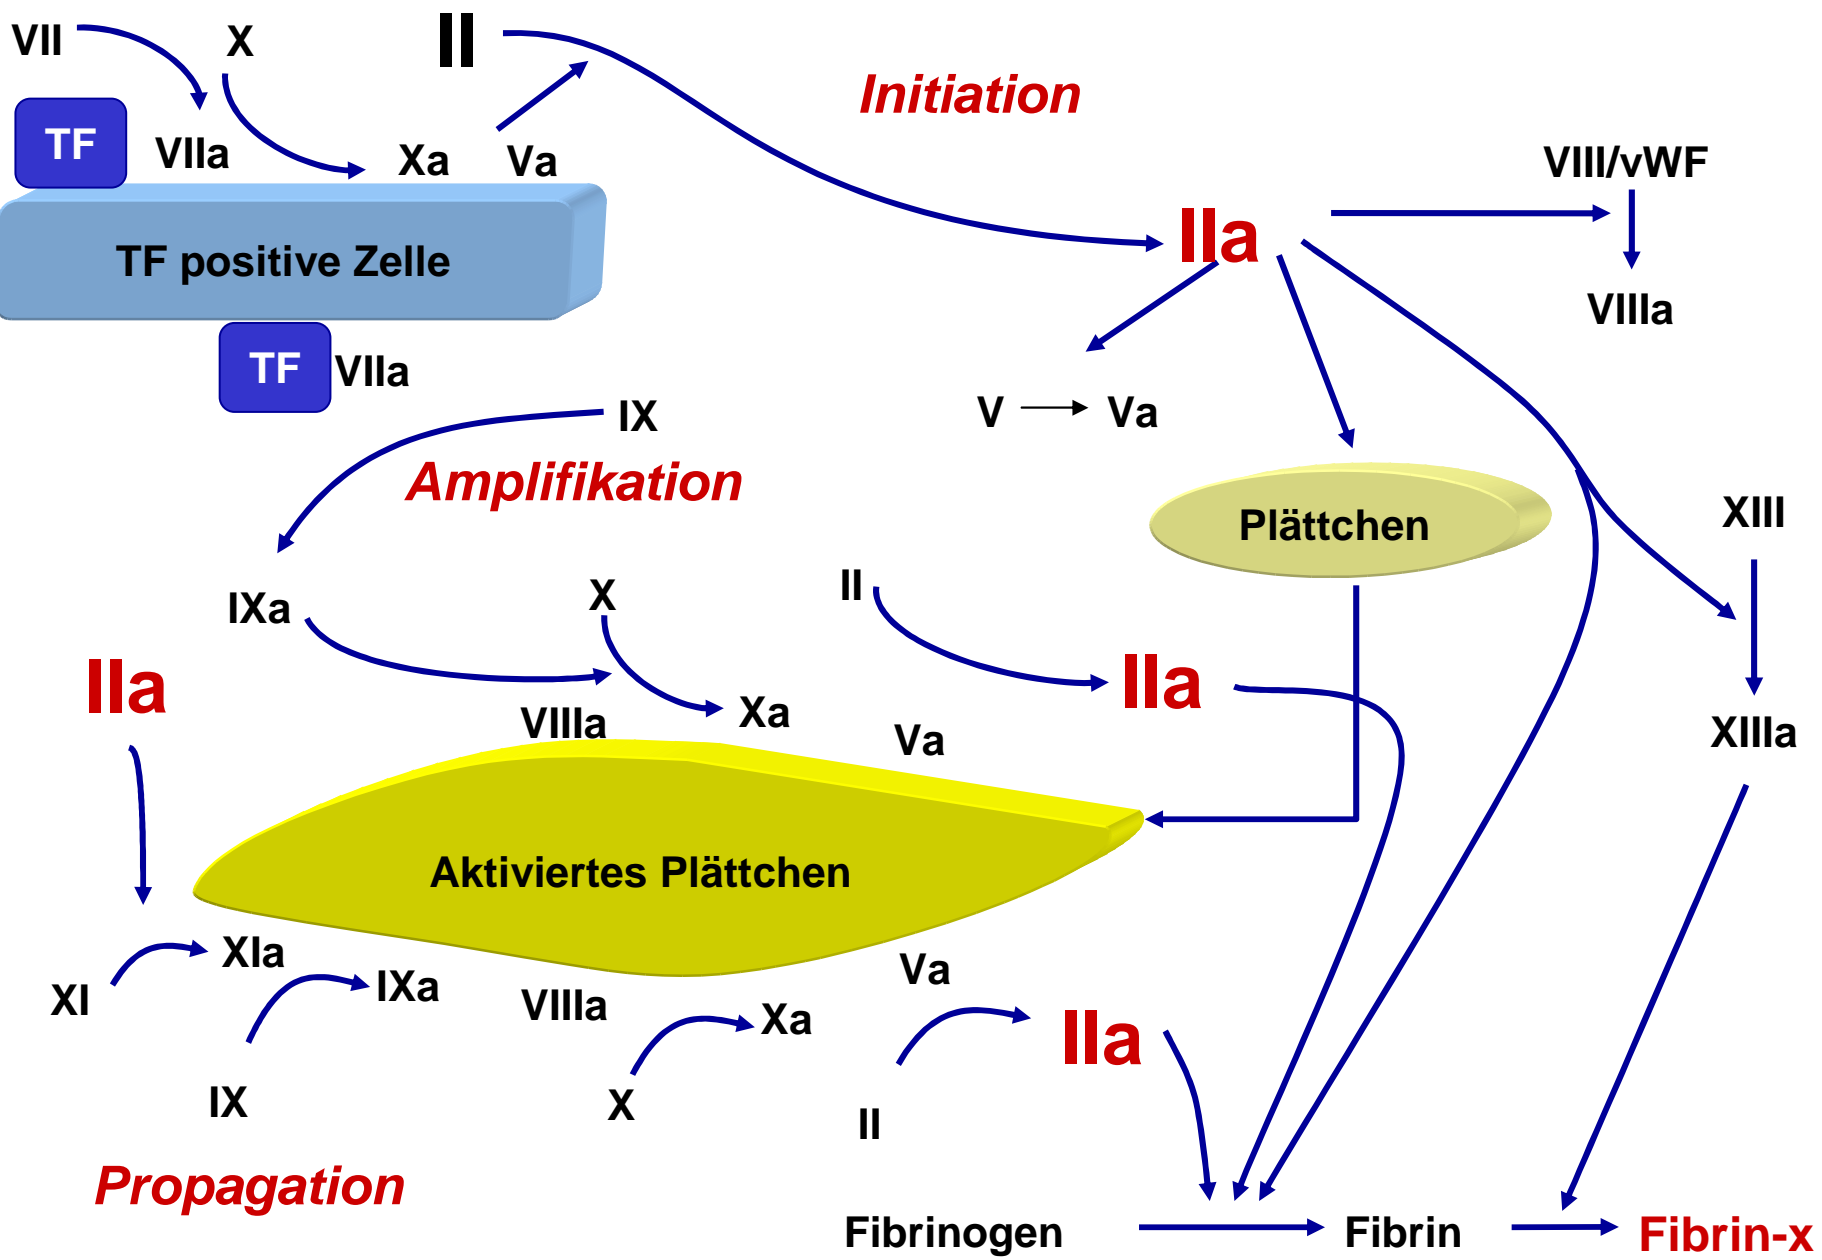 VII
X
II
Initiation
TF
VIIa
Xa
Va
VIII/vWF
IIa
TF positive Zelle
VIIIa
TF
VIIa
IX
V
Va
Amplifikation
Plättchen
XIII
II
X
IXa
IIa
IIa
VIIIa
Xa
Va
XIIIa
Aktiviertes Plättchen
XIa
Va
XI
IXa
VIIIa
Xa
IIa
IX
X
II
Propagation
Fibrinogen
Fibrin
Fibrin-x